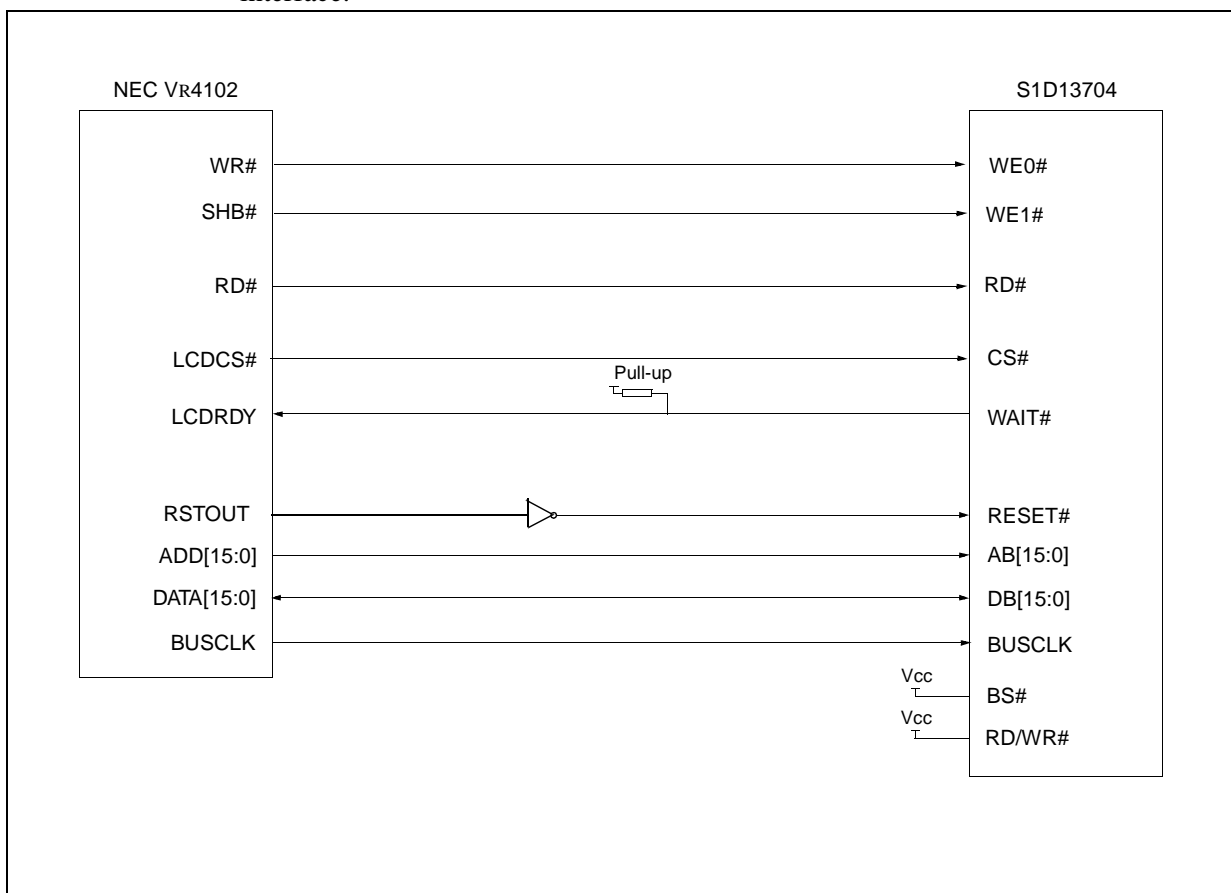 interface.
NEC VR4102
S1D13704
WR#
WE0#
SHB#
WE1#
RD#
RD#
LCDCS#
CS#
Pull-up
LCDRDY
WAIT#
RSTOUT
RESET#
ADD[15:0]
AB[15:0]
DATA[15:0]
DB[15:0]
BUSCLK
BUSCLK
Vcc
BS#
Vcc
RD/WR#